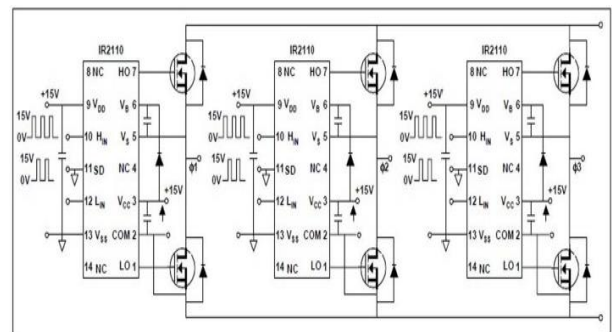 IR2110
8 NC HO 7
+15V
9 VDD VB 6
15V
0V
10 HIN VS 5
15V
0V
11 SD NC 4
ϕ1
+15V
12 LIN VCC 3
13 VSS COM 2
14 NC LO 1
IR2110
8 NC HO 7
+15V
9 VDD VB 6
15V
0V
10 HIN VS 5
15V
0V
11 SD NC 4
ϕ2
+15V
12 LIN VCC 3
13 VSS COM 2
14 NC LO 1
IR2110
8 NC HO 7
+15V
9 VDD VB 6
15V
0V
10 HIN VS 5
15V
0V
11 SD NC 4
ϕ3
+15V
12 LIN VCC 3
13 VSS COM 2
14 NC LO 1